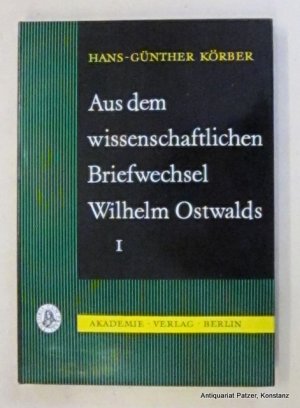 HANS-GÜNTHER KÖRBER
Aus dem
wissenschaftlichen
Briefwechsel
Wilhelm Ostwalds
I
AKADEMIE · VERLAG · BERLIN
Antiquariat Patzer, Konstanz